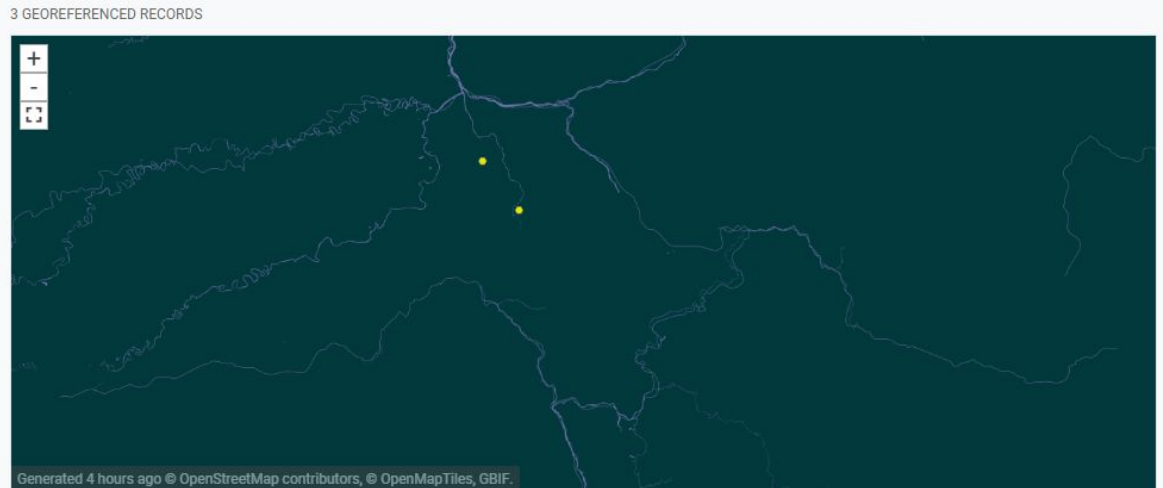 3 GEOREFERENCED RECORDS
+
-
Generated 4 hours ago © OpenStreetMap contributors, © OpenMapTiles, GBIF.